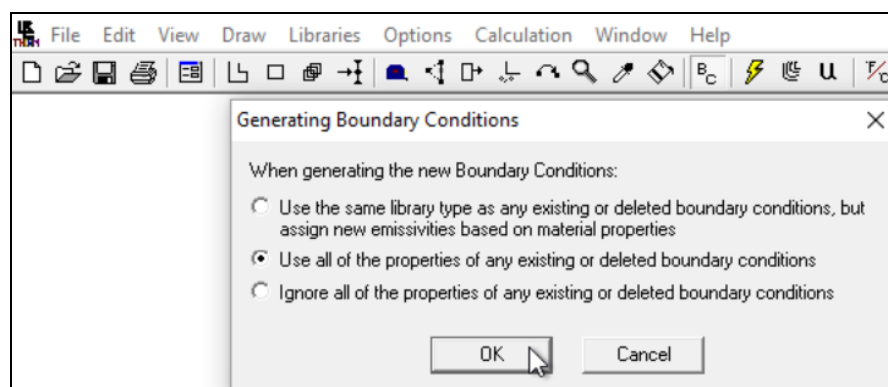 THRM
File Edit View Draw Libraries Options Calculation Window Help
BC U F/C
Generating Boundary Conditions
When generating the new Boundary Conditions:
Use the same library type as any existing or deleted boundary conditions, but
assign new emissivities based on material properties
Use all of the properties of any existing or deleted boundary conditions
Ignore all of the properties of any existing or deleted boundary conditions
OK Cancel